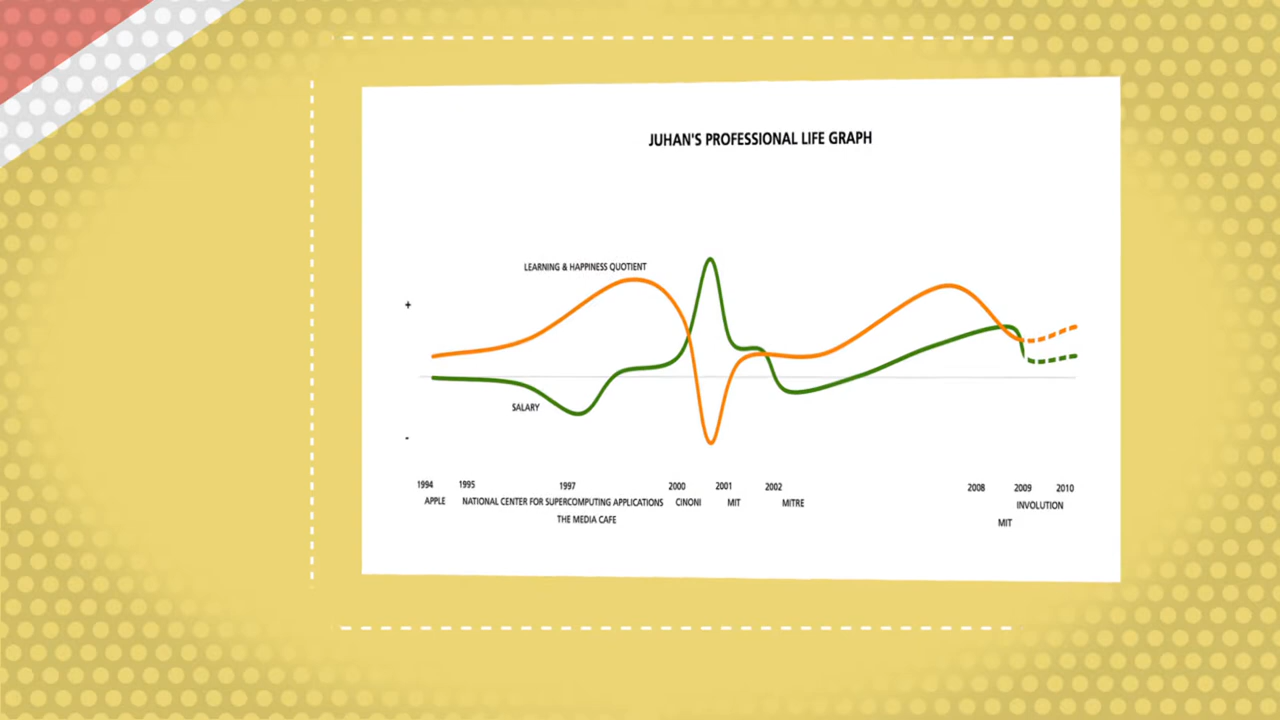 JUHAN'S PROFESSIONAL LIFE GRAPH
LEARNING & HAPPINESS QUOTIENT
+
SALARY
-
1994 1995 1997 2000 2001 2002 2008 2009 2010
APPLE NATIONAL CENTER FOR SUPERCOMPUTING APPLICATIONS CINONI MIT MITRE INVOLUTION
THE MEDIA CAFE MIT